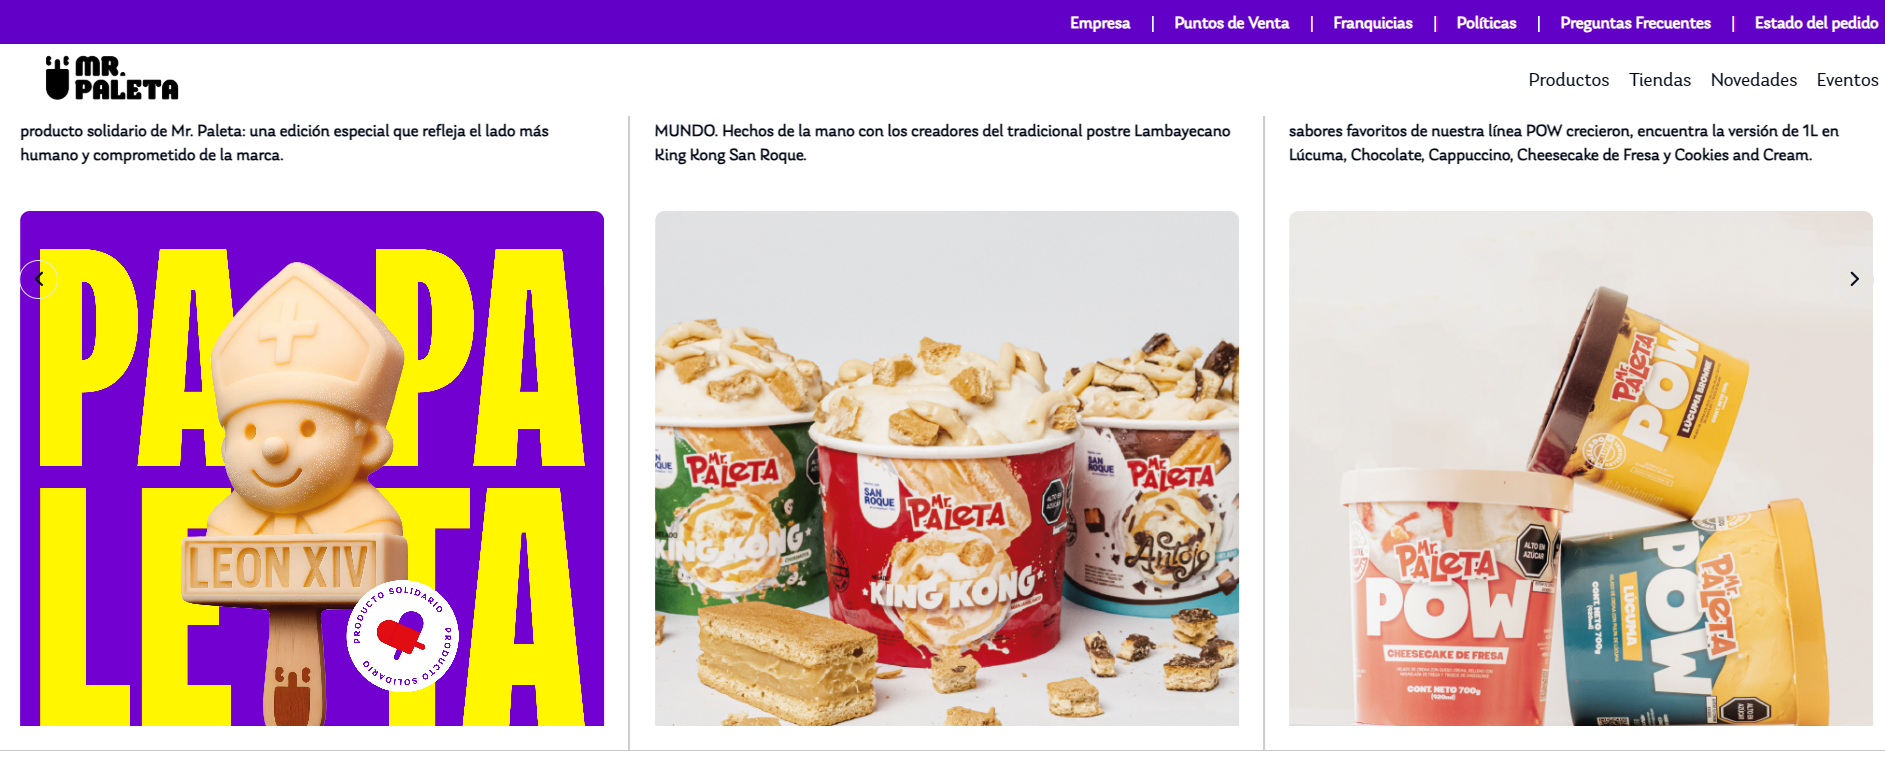 Empresa | Puntos de Venta | Franquicias | Políticas | Preguntas Frecuentes | Estado del pedido
MR.
PALETA
Productos Tiendas Novedades Eventos
producto solidario de Mr. Paleta: una edición especial que refleja el lado más
humano y comprometido de la marca.
MUNDO. Hechos de la mano con los creadores del tradicional postre Lambayecano
King Kong San Roque.
sabores favoritos de nuestra línea POW crecieron, encuentra la versión de 1L en
Lúcuma, Chocolate, Cappuccino, Cheesecake de Fresa y Cookies and Cream.
PAPA
LETA
LEON XIV
PRODUCTO SOLIDARIO PRODUCTO SOLIDARIO
Mr.
PALETA
KING KONG
SAN
ROQUE
Mr.
PALETA
ALTO EN
AZÚCAR
HELADO
KING KONG
MANJARBLANCO
SAN
ROQUE
Mr.
PALETA
Antojo
Mr.
PALETA
POW
LUCUMA BROWNIE
ALTO EN
AZÚCAR
Mr.
PALETA
POW
CHEESECAKE DE FRESA
CONT. NETO 700g
Mr.
PALETA
POW
LUCUMA
CONT. NETO 700g
ALTO EN
AZÚCAR